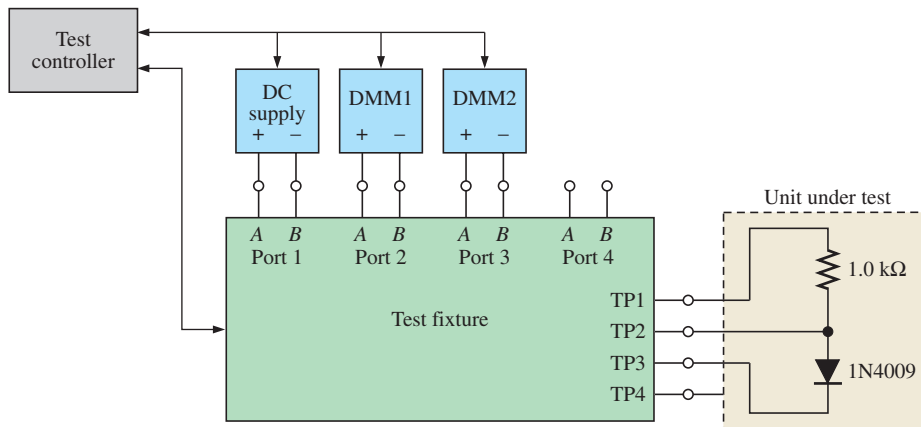 Test
controller
DC
supply
+ −
DMM1
+ −
DMM2
+ −
A B
Port 1
A B
Port 2
A B
Port 3
A B
Port 4
Test fixture
TP1
TP2
TP3
TP4
Unit under test
1.0 kΩ
1N4009